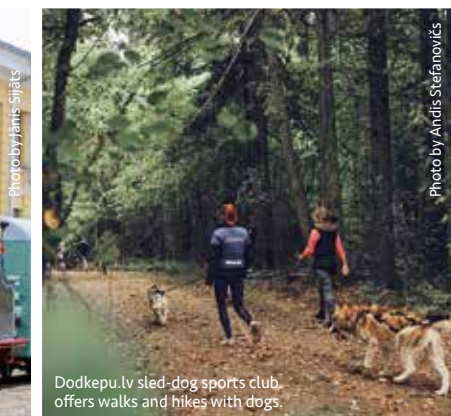 Photo by Jānis Sijāts
Photo by Andis Stefanovičs
Dodkepu.lv sled-dog sports club
offers walks and hikes with dogs.